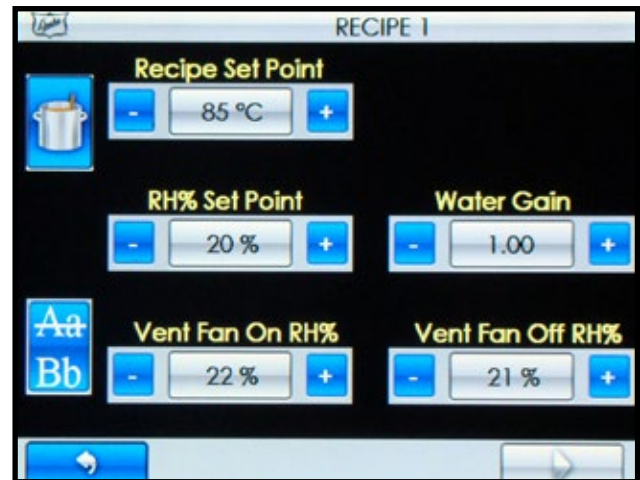 RECIPE 1
Recipe Set Point
- 85 °C +
RH% Set Point
- 20 % +
Water Gain
- 1.00 +
Aa
Bb
Vent Fan On RH%
- 22 % +
Vent Fan Off RH%
- 21 % +